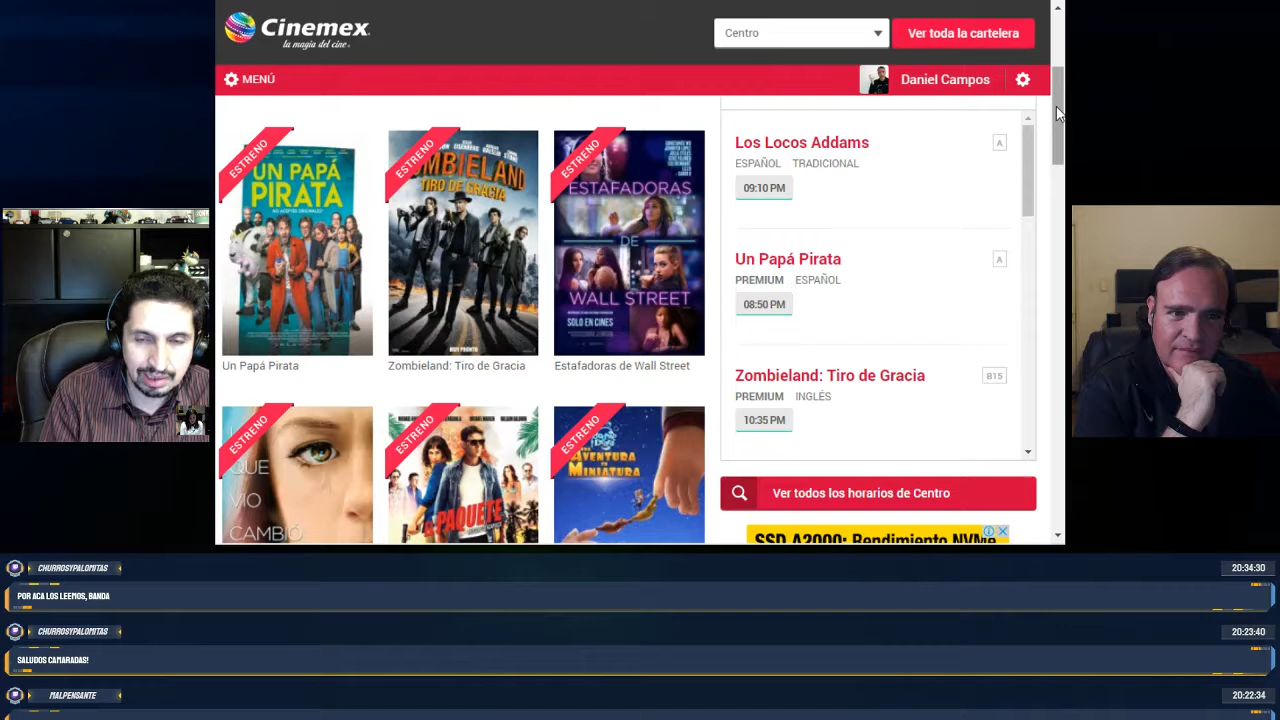 Cinemex
la magia del cine
Centro
Ver toda la cartelera
MENÚ
Daniel Campos
ESTRENO
UN PAPÁ
PIRATA
Un Papá Pirata
ESTRENO
ZOMBIELAND
TIRO DE GRACIA
Zombieland: Tiro de Gracia
ESTRENO
ESTAFADORAS
DE
WALL STREET
SOLO EN CINES
Estafadoras de Wall Street
ESTRENO
QUE
VIO
CAMBIÓ
ESTRENO
EL PAQUETE
ESTRENO
AVENTURA
EN
MINIATURA
Los Locos Addams
A
ESPAÑOL TRADICIONAL
09:10 PM
Un Papá Pirata
A
PREMIUM ESPAÑOL
08:50 PM
Zombieland: Tiro de Gracia
B15
PREMIUM INGLÉS
10:35 PM
Ver todos los horarios de Centro
SSD A2000: Rendimiento NVMe
CHURROSYPALOMITAS
20:34:30
POR ACA LOS LEEMOS, BANDA
CHURROSYPALOMITAS
20:23:40
SALUDOS CAMARADAS!
MALPENSANTE
20:22:34